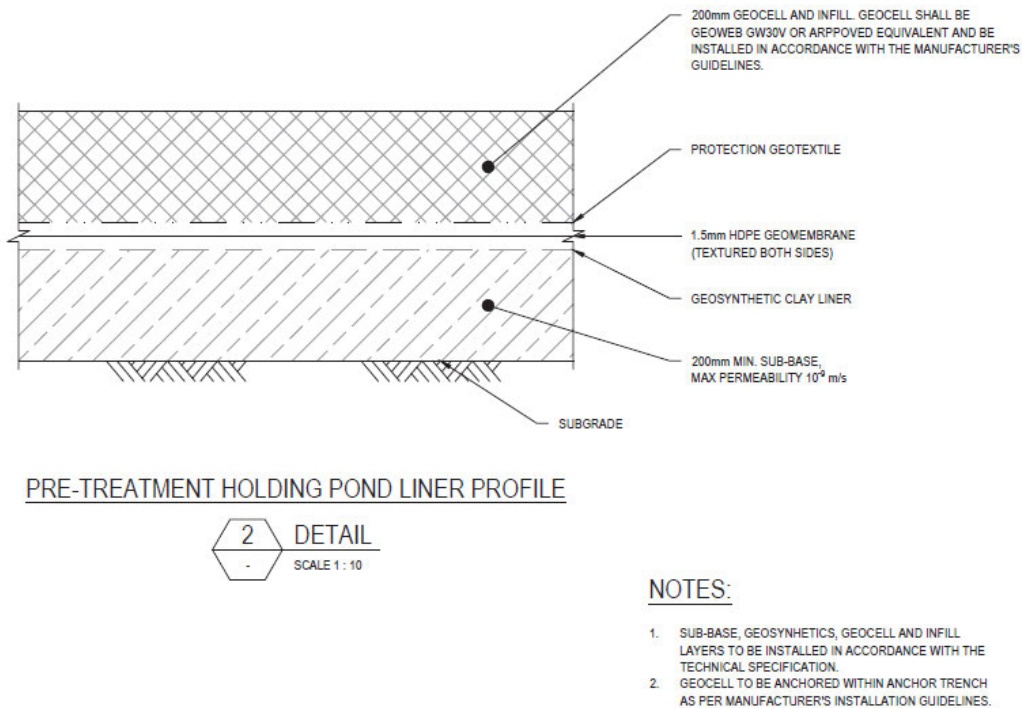 200mm GEOCELL AND INFILL. GEOCELL SHALL BE
GEOWEB GW30V OR ARPPOVED EQUIVALENT AND BE
INSTALLED IN ACCORDANCE WITH THE MANUFACTURER'S
GUIDELINES.
PROTECTION GEOTEXTILE
1.5mm HDPE GEOMEMBRANE
(TEXTURED BOTH SIDES)
GEOSYNTHETIC CLAY LINER
200mm MIN. SUB-BASE,
MAX PERMEABILITY 10⁻⁹ m/s
SUBGRADE
PRE-TREATMENT HOLDING POND LINER PROFILE
2 DETAIL
- SCALE 1 : 10
NOTES:
1. SUB-BASE, GEOSYNHETICS, GEOCELL AND INFILL
LAYERS TO BE INSTALLED IN ACCORDANCE WITH THE
TECHNICAL SPECIFICATION.
2. GEOCELL TO BE ANCHORED WITHIN ANCHOR TRENCH
AS PER MANUFACTURER'S INSTALLATION GUIDELINES.